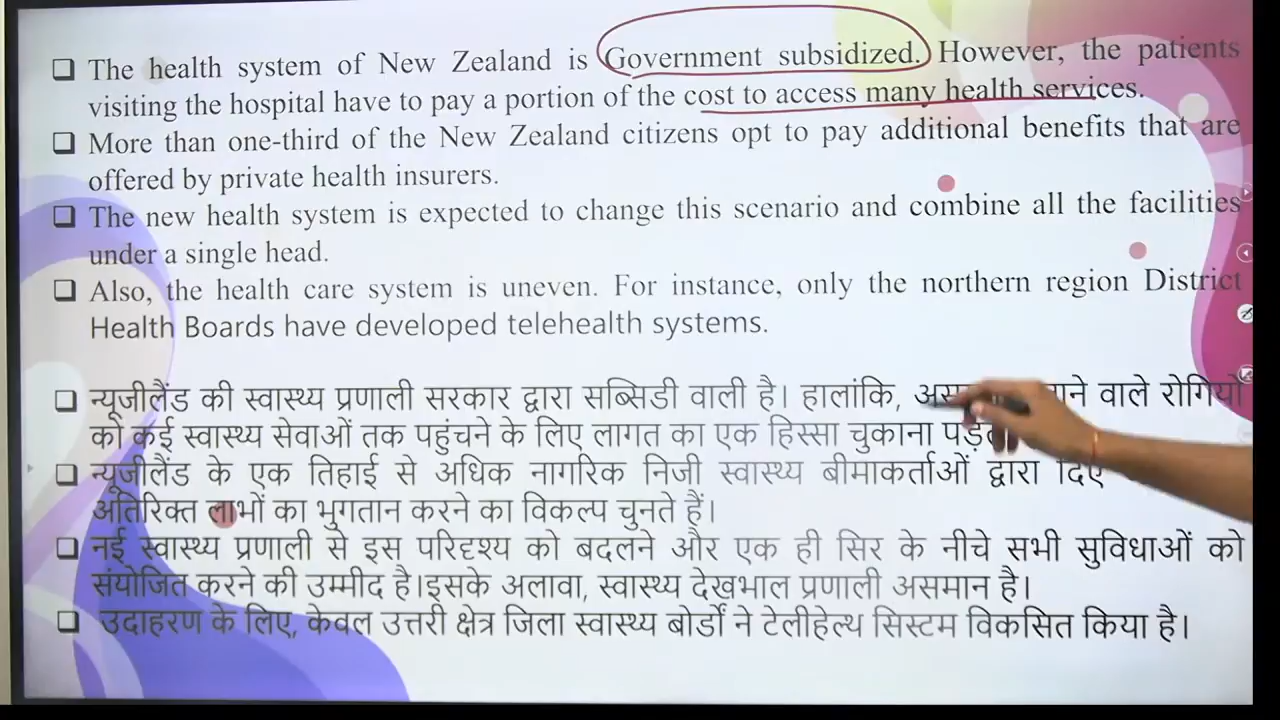 ❑ The health system of New Zealand is Government subsidized. However, the patients
visiting the hospital have to pay a portion of the cost to access many health services.
❑ More than one-third of the New Zealand citizens opt to pay additional benefits that are
offered by private health insurers.
❑ The new health system is expected to change this scenario and combine all the facilities
under a single head.
❑ Also, the health care system is uneven. For instance, only the northern region District
Health Boards have developed telehealth systems.
❑ न्यूजीलैंड की स्वास्थ्य प्रणाली सरकार द्वारा सब्सिडी वाली है। हालांकि, वाले रोगियों
को कई स्वास्थ्य सेवाओं तक पहुंचने के लिए लागत का एक हिस्सा चुकाना
❑ न्यूजीलैंड के एक तिहाई से अधिक नागरिक निजी स्वास्थ्य बीमाकर्ताओं द्वारा दिए
अतिरिक्त लाभों का भुगतान करने का विकल्प चुनते हैं।
❑ नई स्वास्थ्य प्रणाली से इस परिदृश्य को बदलने और एक ही सिर के नीचे सभी सुविधाओं को
संयोजित करने की उम्मीद है।इसके अलावा, स्वास्थ्य देखभाल प्रणाली असमान है।
❑ उदाहरण के लिए, केवल उत्तरी क्षेत्र जिला स्वास्थ्य बोर्डों ने टेलीहेल्थ सिस्टम विकसित किया है।